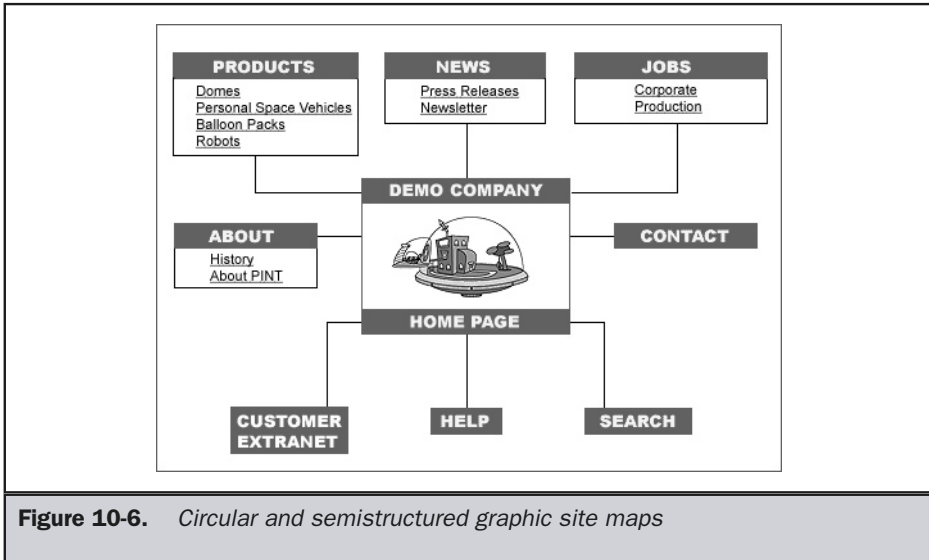 PRODUCTS
Domes
Personal Space Vehicles
Balloon Packs
Robots
NEWS
Press Releases
Newsletter
JOBS
Corporate
Production
DEMO COMPANY
HOME PAGE
ABOUT
History
About PINT
CONTACT
CUSTOMER
EXTRANET
HELP
SEARCH
Figure 10-6. Circular and semistructured graphic site maps